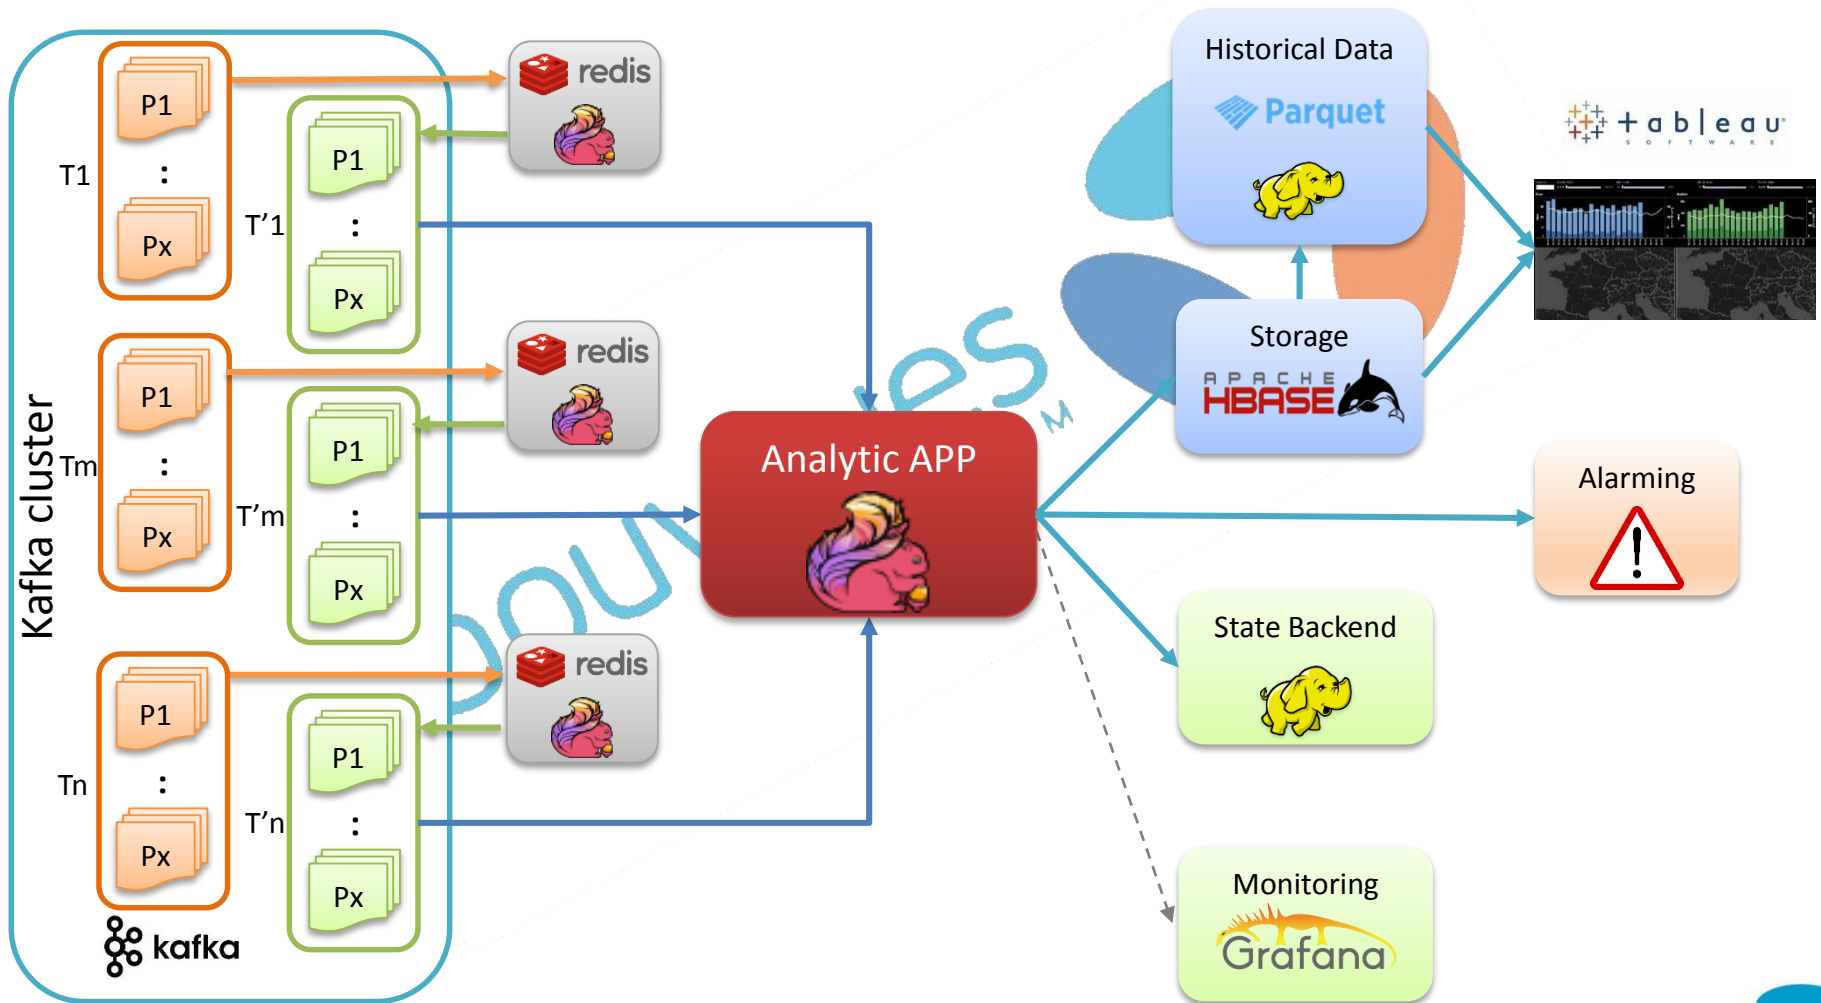 Kafka cluster
T1
P1
:
Px
T'1
P1
:
Px
redis
Tm
P1
:
Px
T'm
P1
:
Px
redis
Tn
P1
:
Px
T'n
P1
:
Px
redis
kafka
Analytic APP
Historical Data
Parquet
Storage
APACHE
HBASE
tableau
SOFTWARE
Alarming
State Backend
Monitoring
Grafana